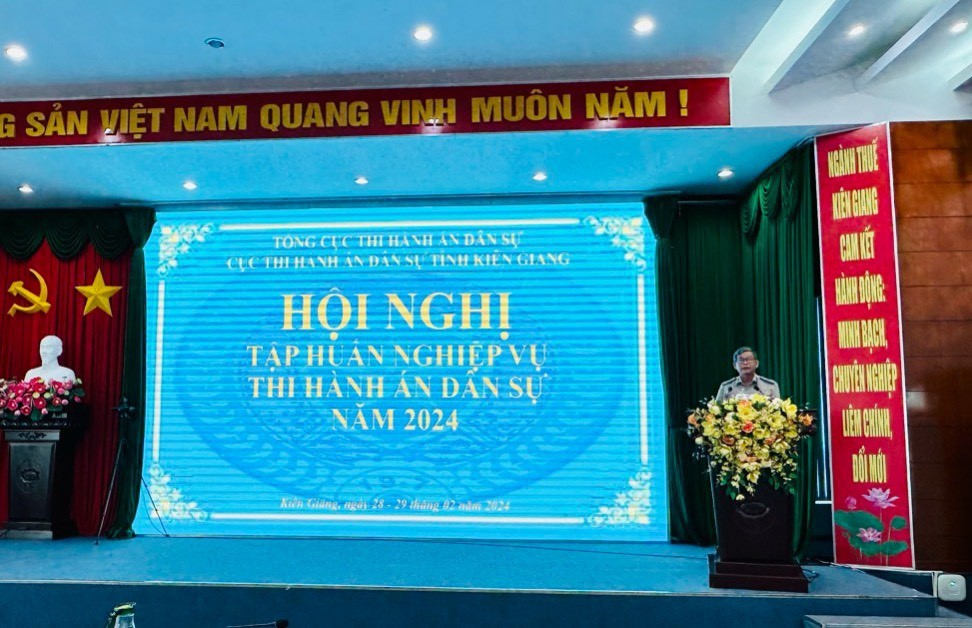 G SẢN VIỆT NAM QUANG VINH MUÔN NĂM !
TỔNG CỤC THI HÀNH ÁN DÂN SỰ
CỤC THI HÀNH ÁN DÂN SỰ TỈNH KIÊN GIANG
HỘI NGHỊ
TẬP HUẤN NGHIỆP VỤ
THI HÀNH ÁN DÂN SỰ
NĂM 2024
Kiên Giang, ngày 28 - 29 tháng 02 năm 2024
NGÀNH THUẾ
KIÊN GIANG
CAM KẾT
HÀNH ĐỘNG:
MINH BẠCH,
CHUYÊN NGHIỆP
LIÊM CHÍNH,
ĐỔI MỚI